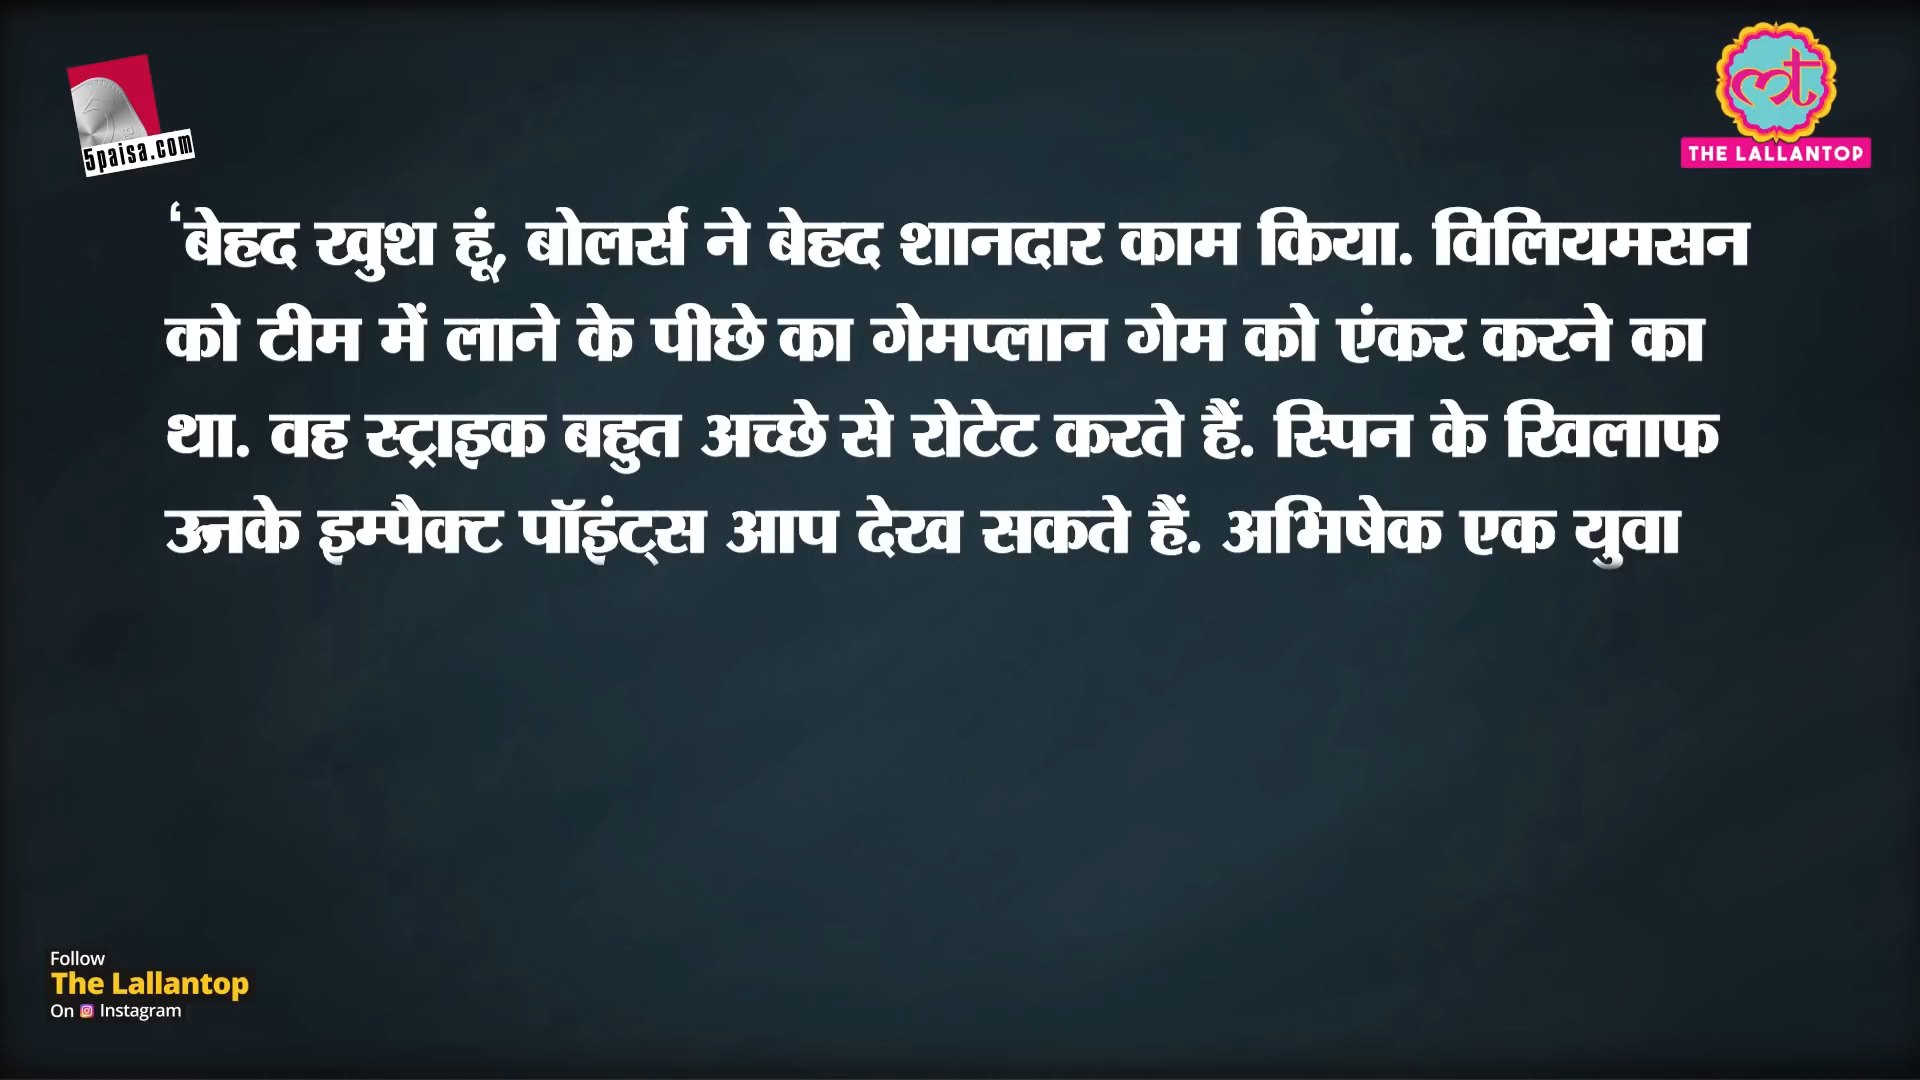 5paisa.com
THE LALLANTOP
‘बेहद खुश हूं, बोलर्स ने बेहद शानदार काम किया. विलियमसन
को टीम में लाने के पीछे का गेमप्लान गेम को एंकर करने का
था. वह स्ट्राइक बहुत अच्छे से रोटेट करते हैं. स्पिन के खिलाफ
उनके इम्पैक्ट पॉइंट्स आप देख सकते हैं. अभिषेक एक युवा
Follow
The Lallantop
On Instagram